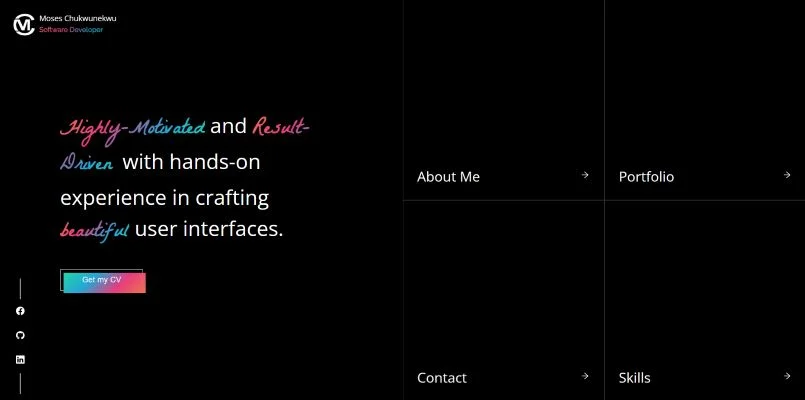 Moses Chukwunekwu
Software Developer
Highly-Motivated and Result-
Driven with hands-on
experience in crafting
beautiful user interfaces.
Get my CV
About Me
Portfolio
Contact
Skills